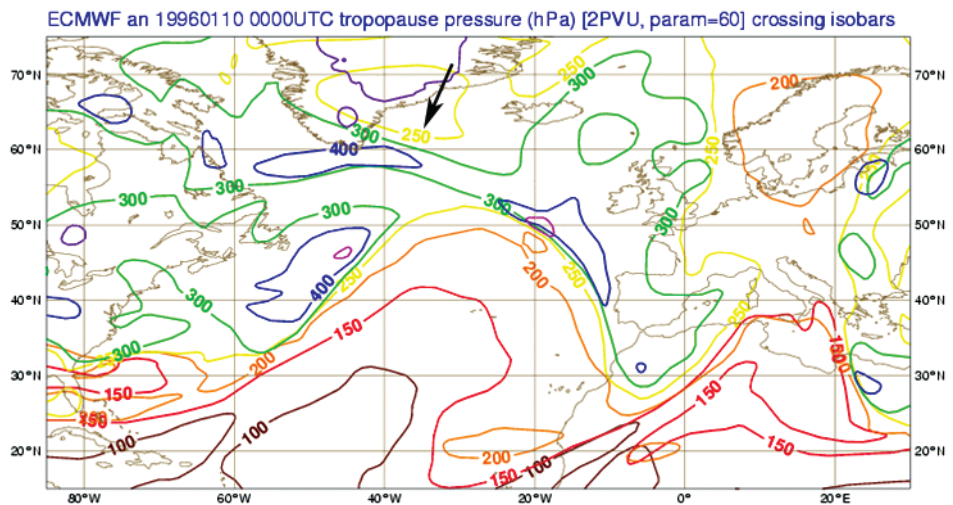 ECMWF an 19960110 0000UTC tropopause pressure (hPa) [2PVU, param=60] crossing isobars
250
300
200
70°N 70°N
300 250
250
60°N 400 60°N
300
300 300 300
300
50°N 50°N
200 250
400 250
40°N 40°N
300 250
150
300 200 150
30°N 30°N
150 150
150
100 100 150
20°N 200 20°N
150 100
80°W 60°W 40°W 20°W 0° 20°E